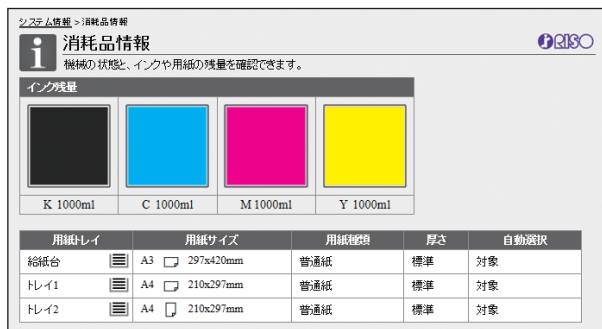 システム情報 > 消耗品情報
消耗品情報
RISO
機械の状態と、インクや用紙の残量を確認できます。
インク残量
K 1000ml C 1000ml M 1000ml Y 1000ml
用紙トレイ 用紙サイズ 用紙種類 厚さ 自動選択
給紙台 A3 297x420mm 普通紙 標準 対象
トレイ1 A4 210x297mm 普通紙 標準 対象
トレイ2 A4 210x297mm 普通紙 標準 対象